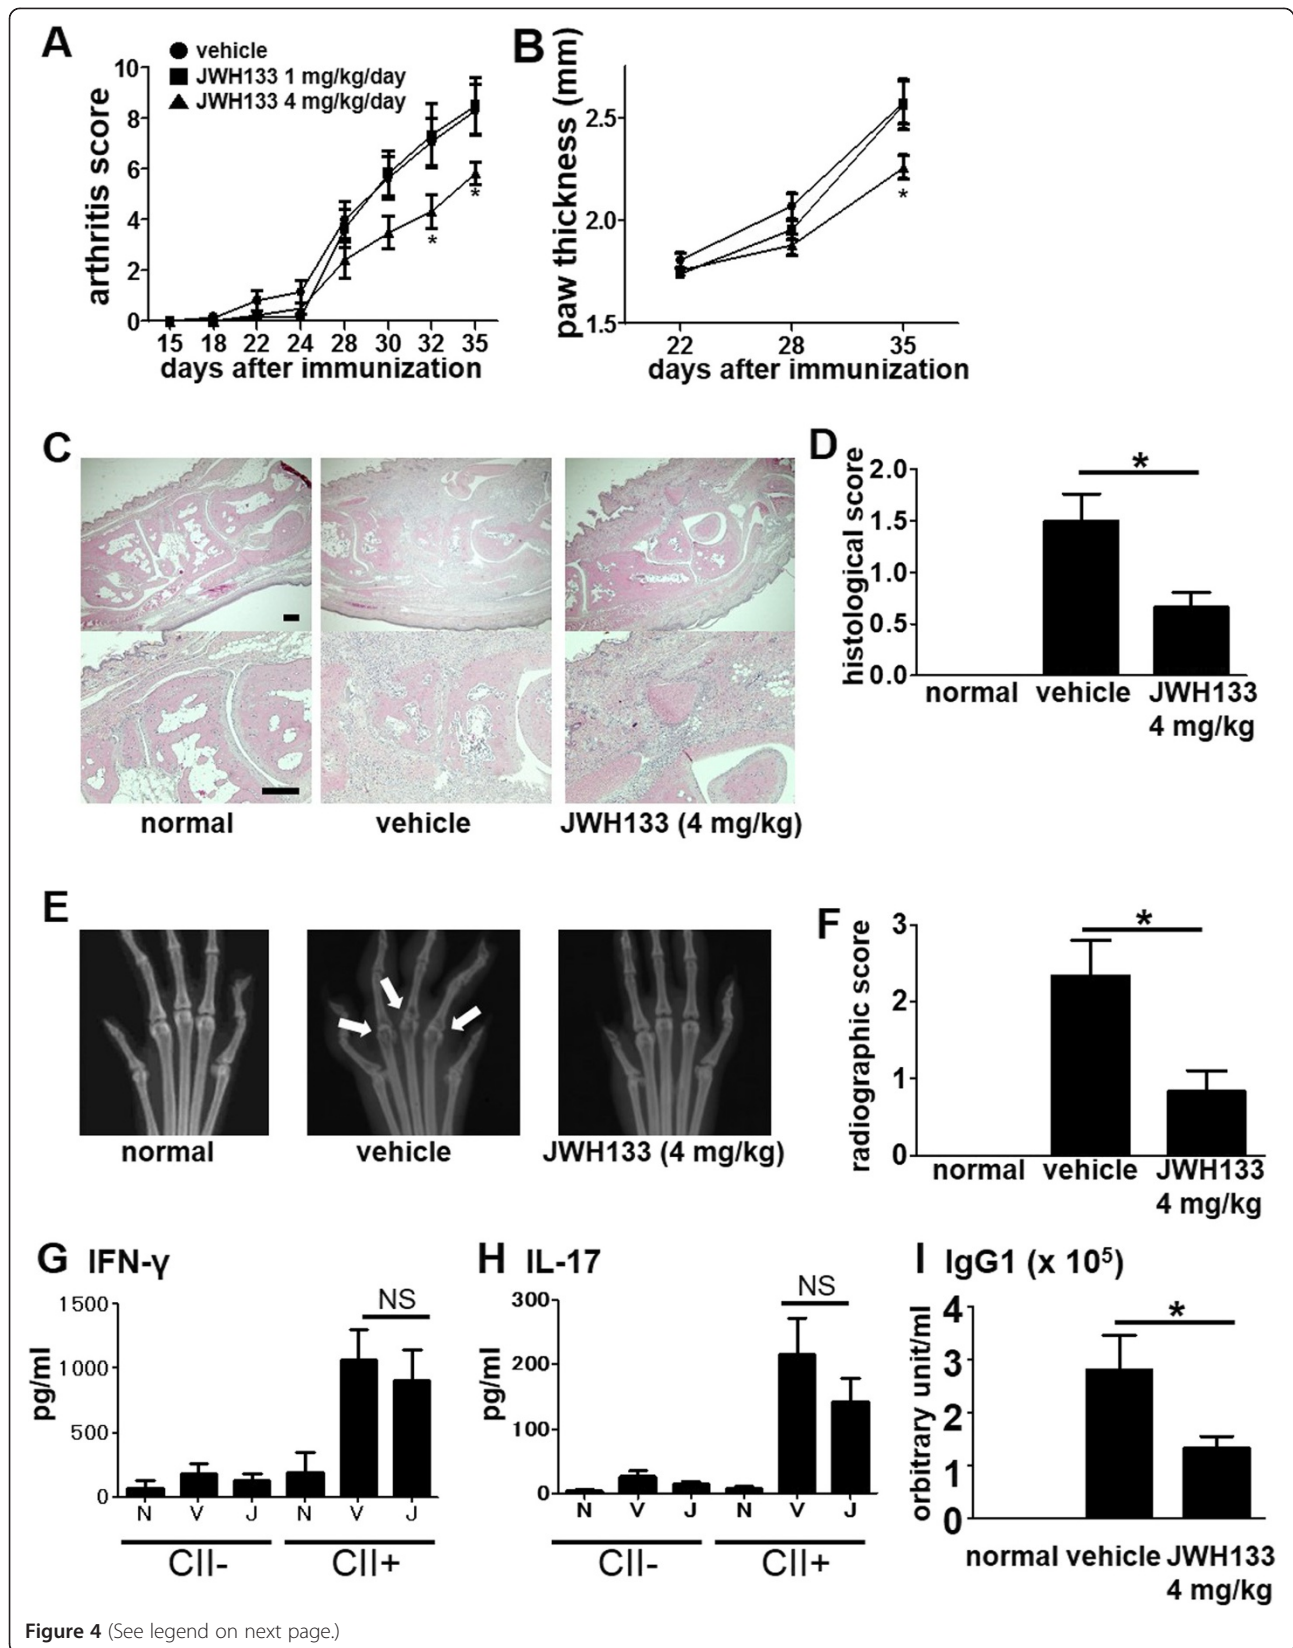 A
vehicle
JWH133 1 mg/kg/day
JWH133 4 mg/kg/day
arthritis score
10
8
6
4
2
0
*
*
15 18 22 24 28 30 32 35
days after immunization
B
paw thickness (mm)
2.5
2.0
1.5
*
22 28 35
days after immunization
C
normal
vehicle
JWH133 (4 mg/kg)
D
histological score
2.0
1.5
1.0
0.5
0.0
*
normal vehicle JWH133
4 mg/kg
E
normal
vehicle
JWH133 (4 mg/kg)
F
radiographic score
3
2
1
0
*
normal vehicle JWH133
4 mg/kg
G IFN-γ
pg/ml
1500
1000
500
0
NS
N V J N V J
CII- CII+
H IL-17
pg/ml
300
200
100
0
NS
N V J N V J
CII- CII+
I IgG1 (x 10⁵)
orbitrary unit/ml
4
3
2
1
0
*
normal vehicle JWH133
4 mg/kg
Figure 4 (See legend on next page.)